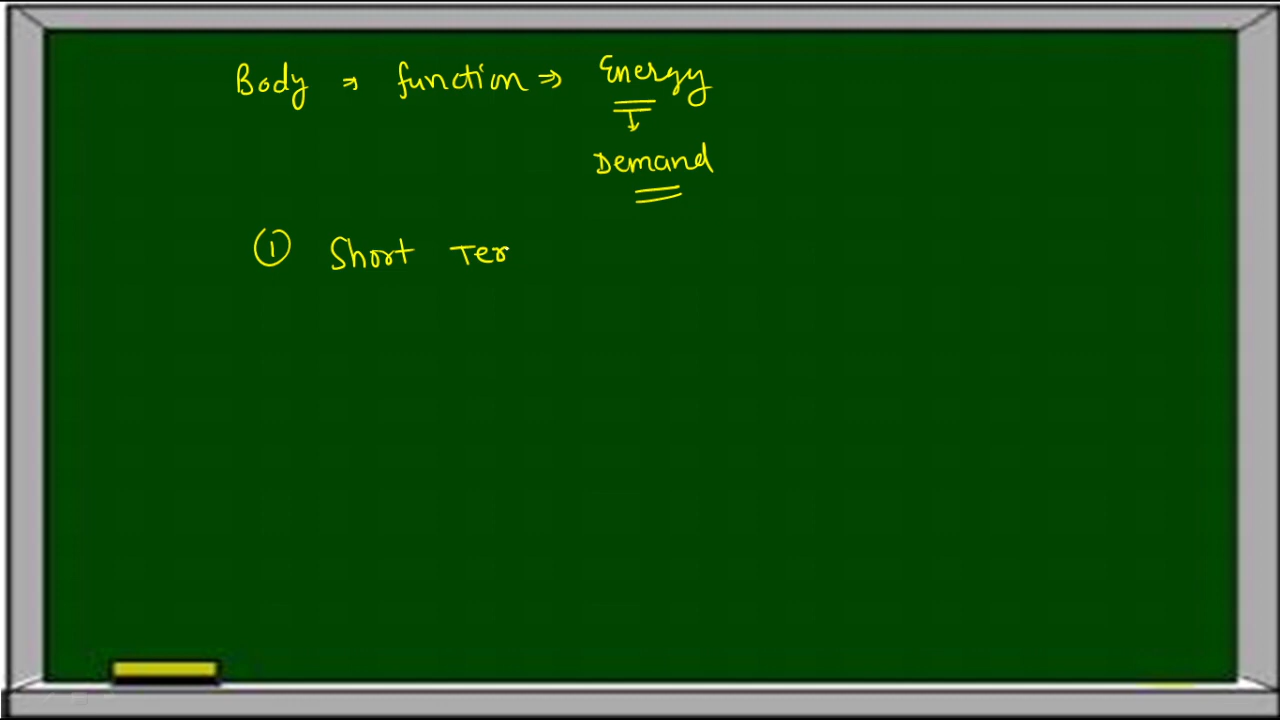 Body → function ⇒ Energy
↓
Demand
① Short Ter